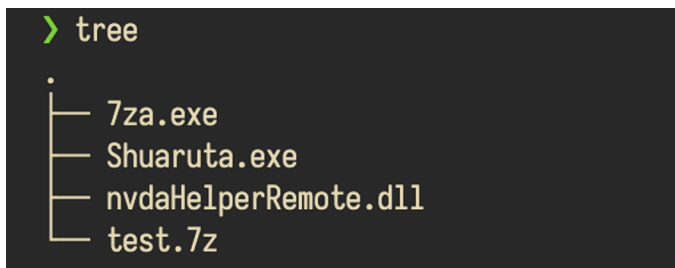 ❯ tree
.
├── 7za.exe
├── Shuaruta.exe
├── nvdaHelperRemote.dll
└── test.7z